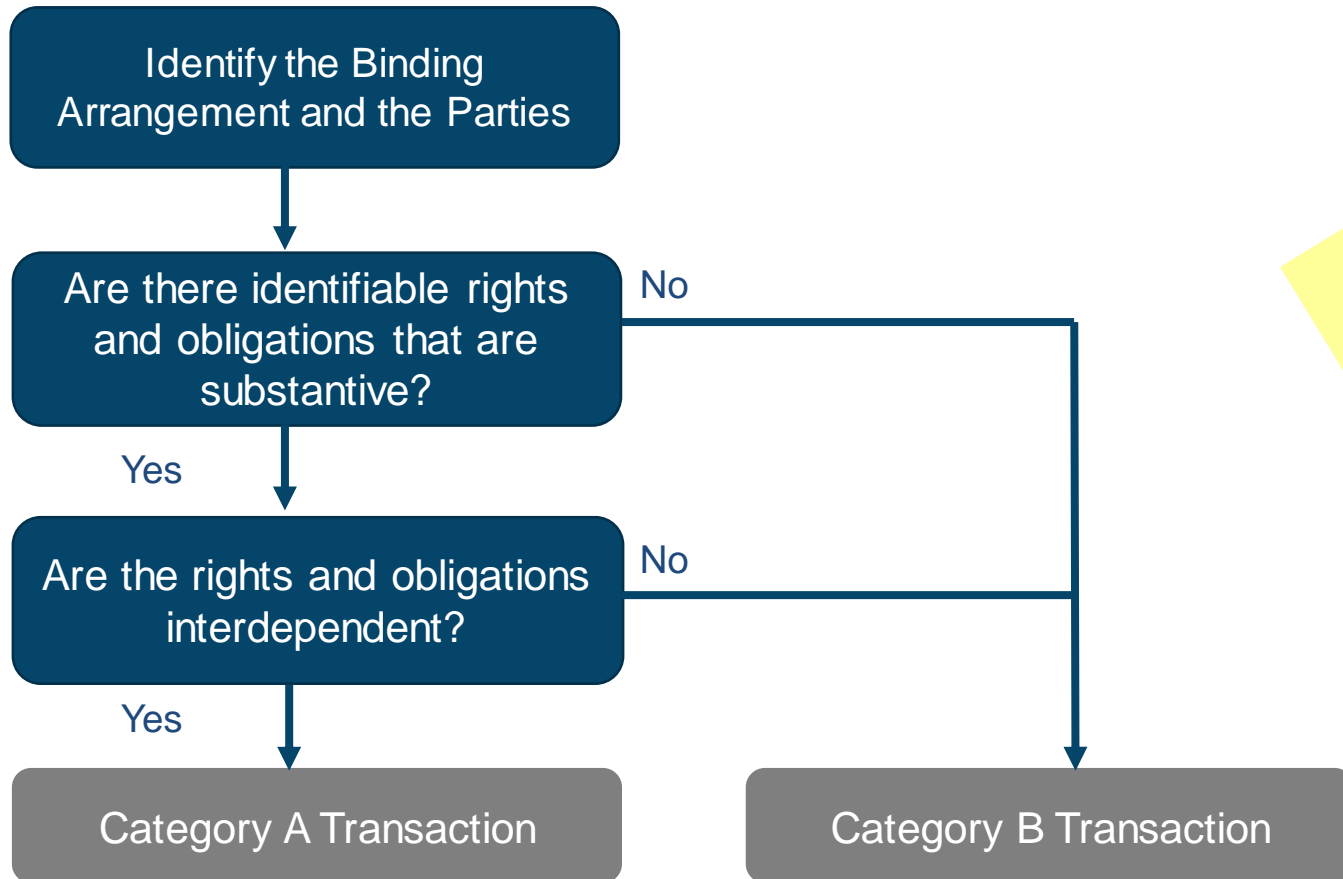 Identify the Binding
Arrangement and the Parties
Are there identifiable rights
and obligations that are
substantive?
No
Yes
Are the rights and obligations
interdependent?
No
Yes
Category A Transaction
Category B Transaction